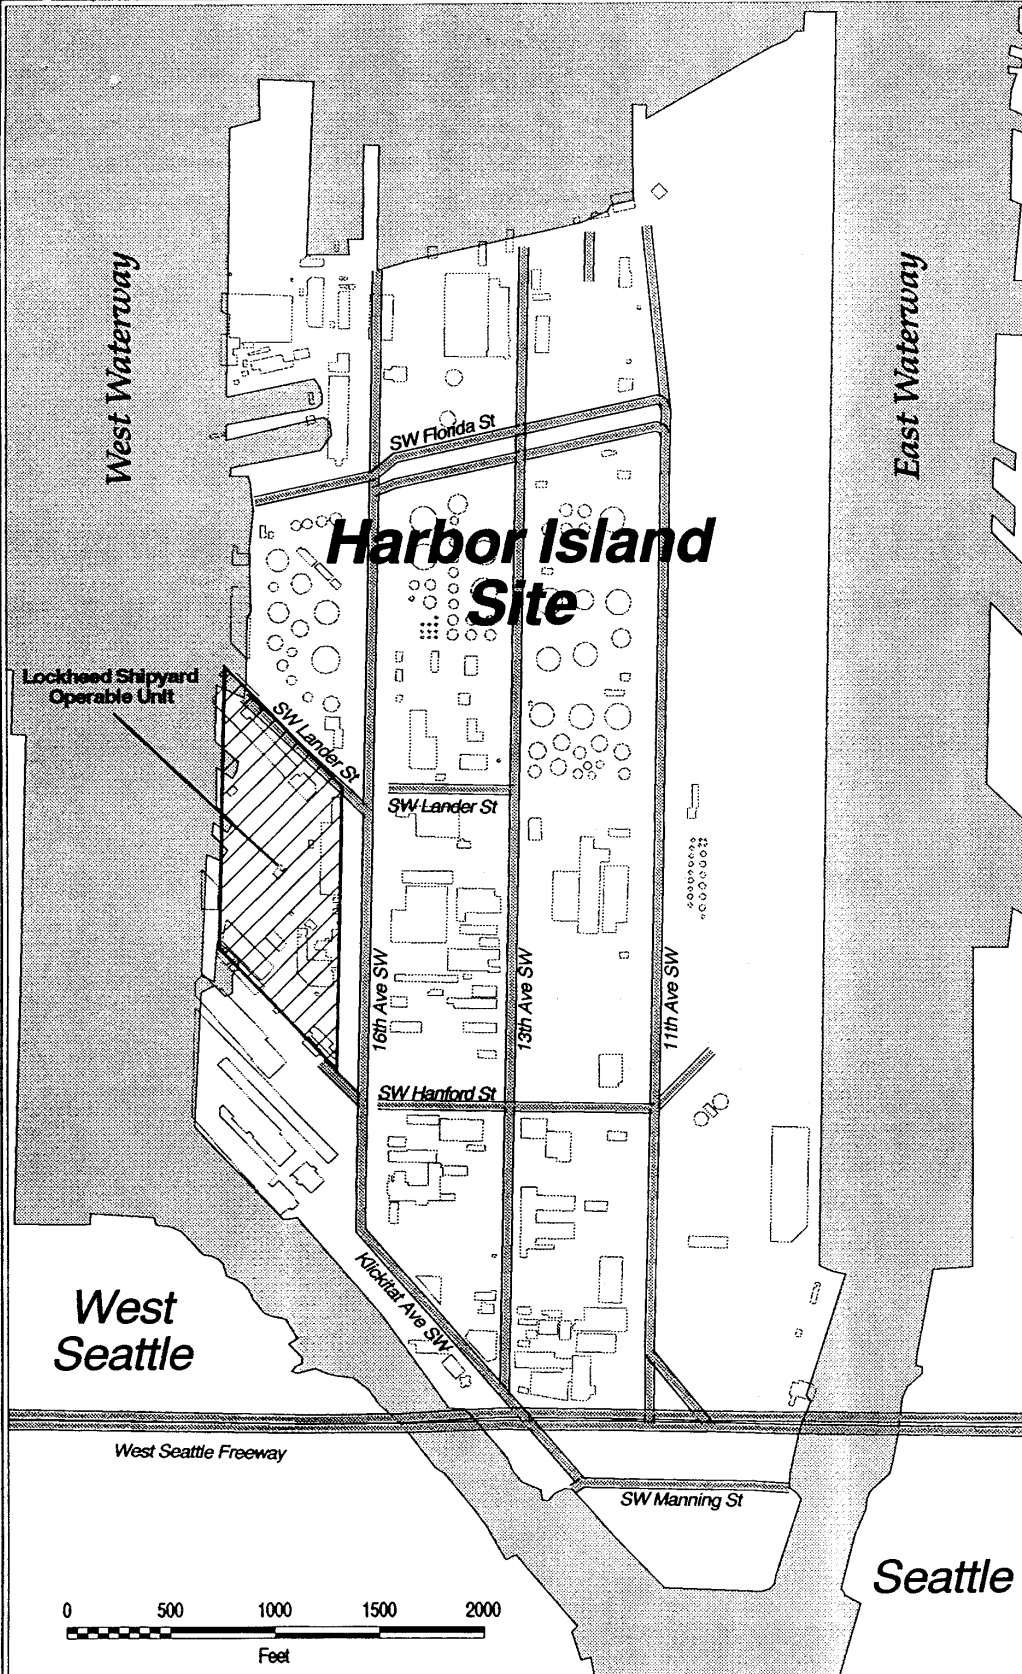 West Waterway
East Waterway
SW Florida St
Harbor Island
Site
Lockheed Shipyard
Operable Unit
SW Lander St
SW Lander St
16th Ave SW
13th Ave SW
11th Ave SW
SW Hanford St
Klickitat Ave SW
West
Seattle
West Seattle Freeway
SW Manning St
Seattle
0 500 1000 1500 2000
Feet